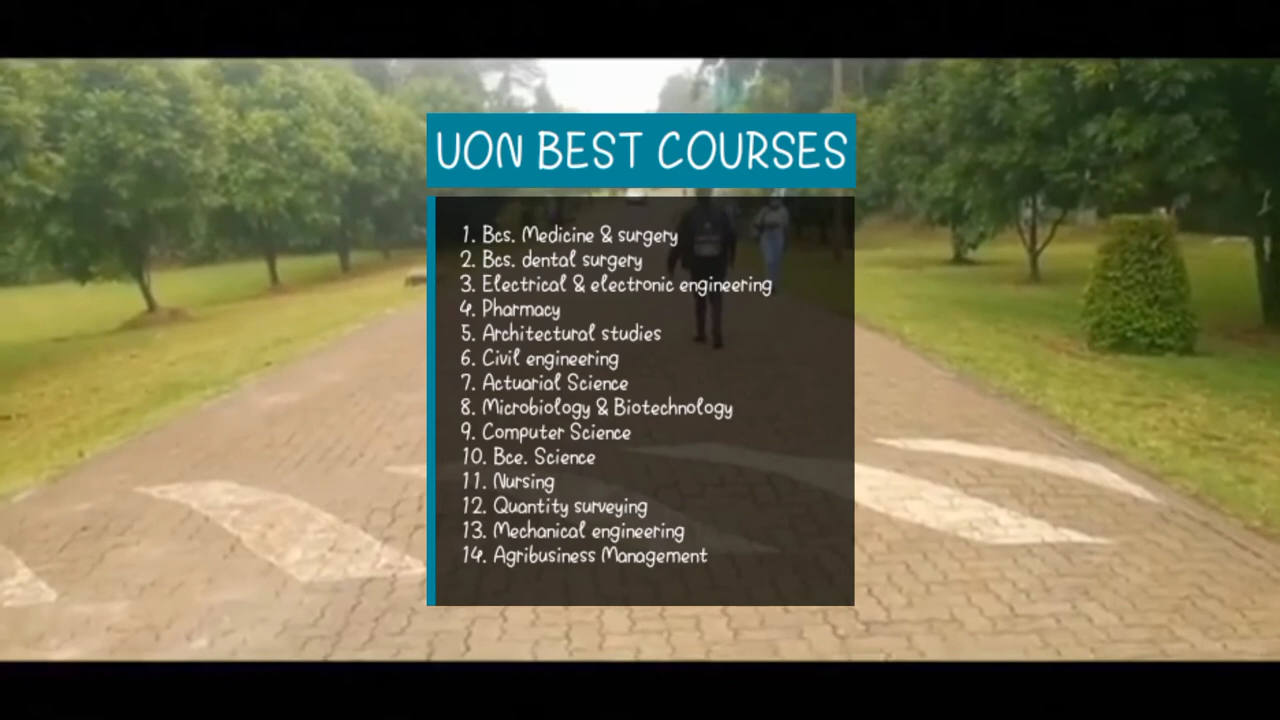 UON BEST COURSES
1. Bcs. Medicine & surgery
2. Bcs. dental surgery
3. Electrical & electronic engineering
4. Pharmacy
5. Architectural studies
6. Civil engineering
7. Actuarial Science
8. Microbiology & Biotechnology
9. Computer Science
10. Bce. Science
11. Nursing
12. Quantity surveying
13. Mechanical engineering
14. Agribusiness Management